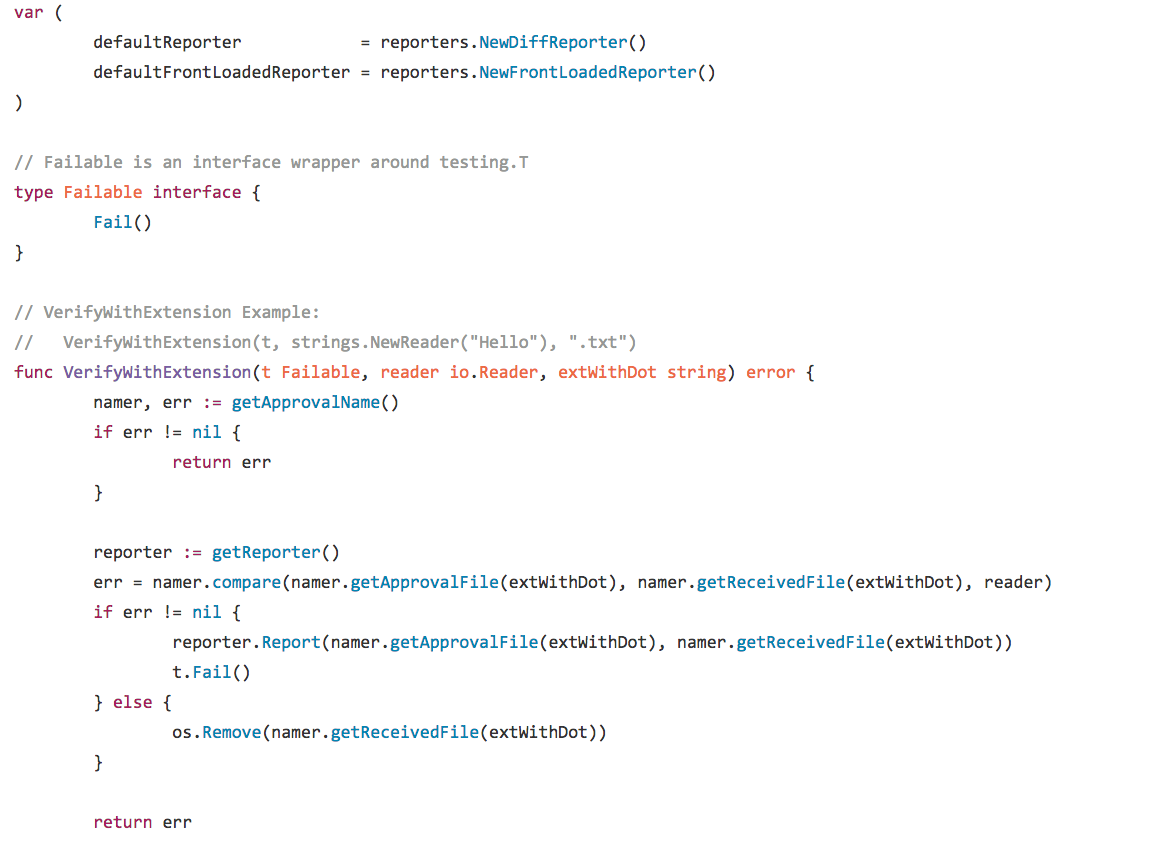 var (
        defaultReporter            = reporters.NewDiffReporter()
        defaultFrontLoadedReporter = reporters.NewFrontLoadedReporter()
)

// Failable is an interface wrapper around testing.T
type Failable interface {
        Fail()
}

// VerifyWithExtension Example:
//   VerifyWithExtension(t, strings.NewReader("Hello"), ".txt")
func VerifyWithExtension(t Failable, reader io.Reader, extWithDot string) error {
        namer, err := getApprovalName()
        if err != nil {
                return err
        }

        reporter := getReporter()
        err = namer.compare(namer.getApprovalFile(extWithDot), namer.getReceivedFile(extWithDot), reader)
        if err != nil {
                reporter.Report(namer.getApprovalFile(extWithDot), namer.getReceivedFile(extWithDot))
                t.Fail()
        } else {
                os.Remove(namer.getReceivedFile(extWithDot))
        }

        return err